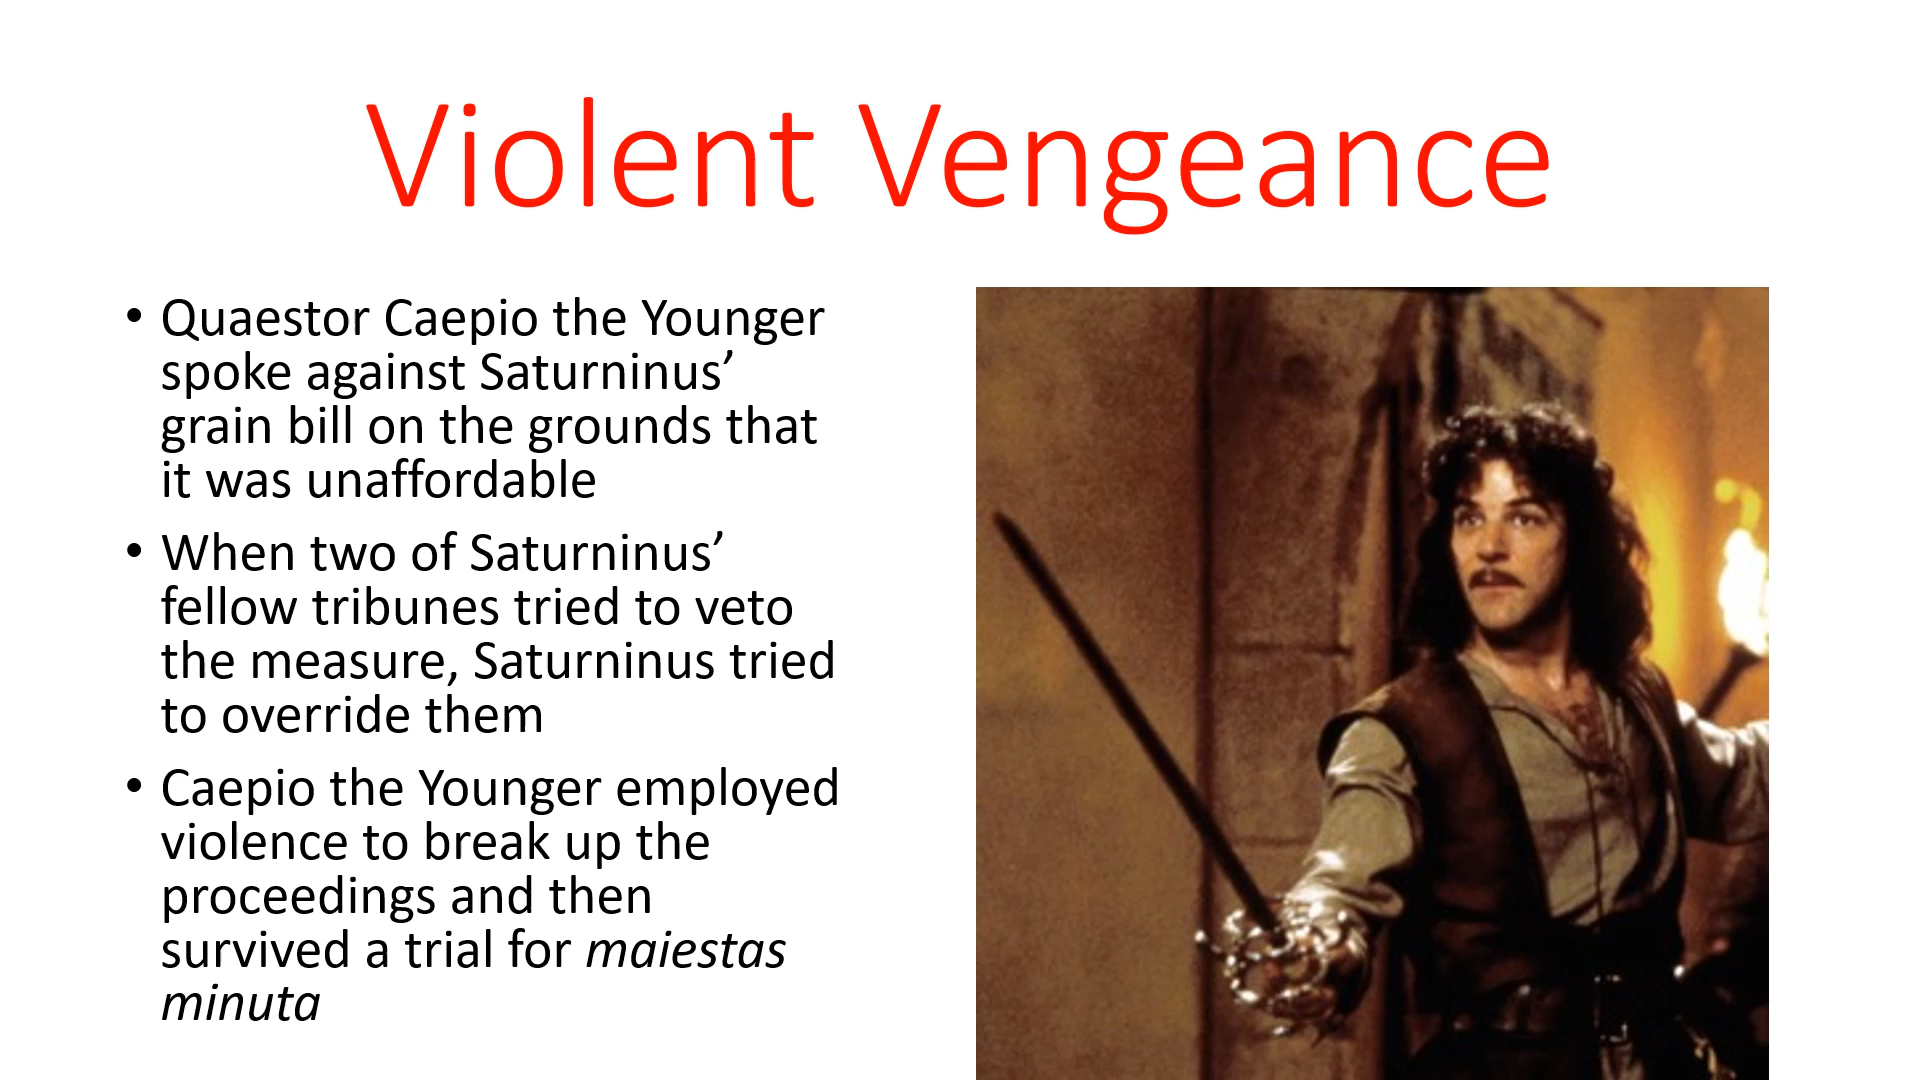 Violent Vengeance
• Quaestor Caepio the Younger
spoke against Saturninus’
grain bill on the grounds that
it was unaffordable
• When two of Saturninus’
fellow tribunes tried to veto
the measure, Saturninus tried
to override them
• Caepio the Younger employed
violence to break up the
proceedings and then
survived a trial for maiestas
minuta